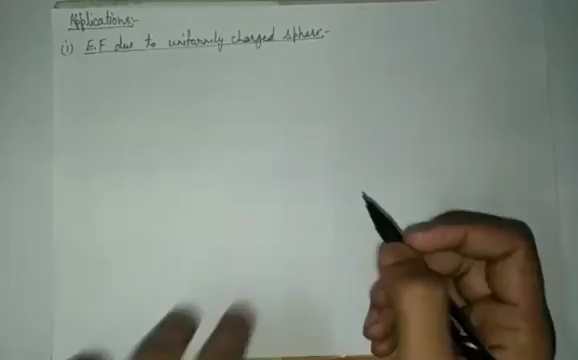 Applications:-
(i) E.F due to uniformly charged sphere:-